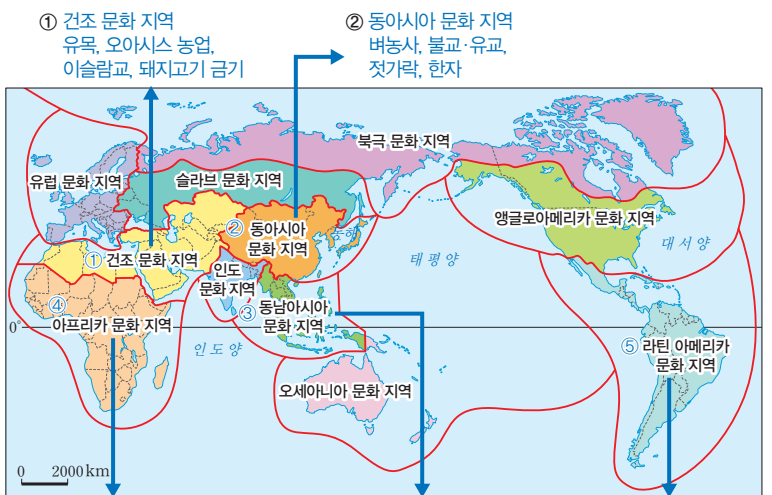 ① 건조 문화 지역
유목, 오아시스 농업,
이슬람교, 돼지고기 금기
② 동아시아 문화 지역
벼농사, 불교·유교,
젓가락, 한자
북극 문화 지역
유럽 문화 지역
슬라브 문화 지역
앵글로아메리카 문화 지역
② 동아시아
문화 지역
동해
대서양
태평양
① 건조 문화 지역
인도
문화 지역
③ 동남아시아
문화 지역
④
아프리카 문화 지역
0°
인도양
⑤ 라틴 아메리카
문화 지역
오세아니아 문화 지역
0 2000km